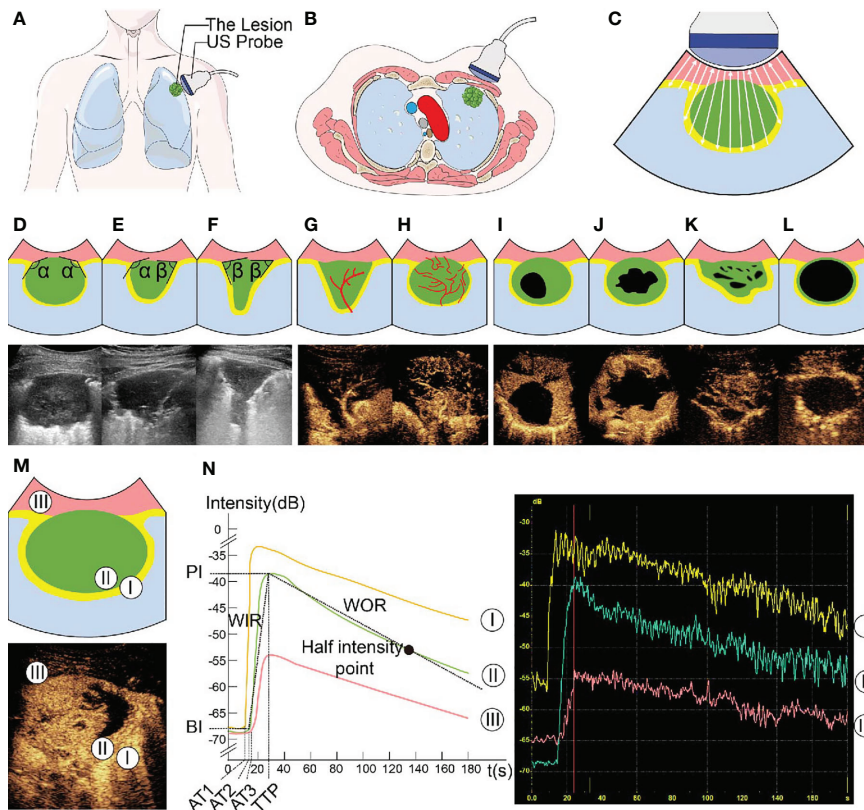 A
The Lesion
US Probe
B
C
D
E
F
G
H
I
J
K
L
α α
α β
β β
M
III
II
I
III
II
I
N
Intensity(dB)
0
-35
PI
-40
-45
WIR
WOR
-50
Half intensity
point
-55
-60
-65
BI
-70
0 20 40 60 80 100 120 140 160 180 t(s)
AT1
AT2
AT3
TTP
I
II
III
dB
-30
-35
-40
-45
-50
-55
-60
-65
-70
0.0 20 40 60 80 100 120 140 160 s